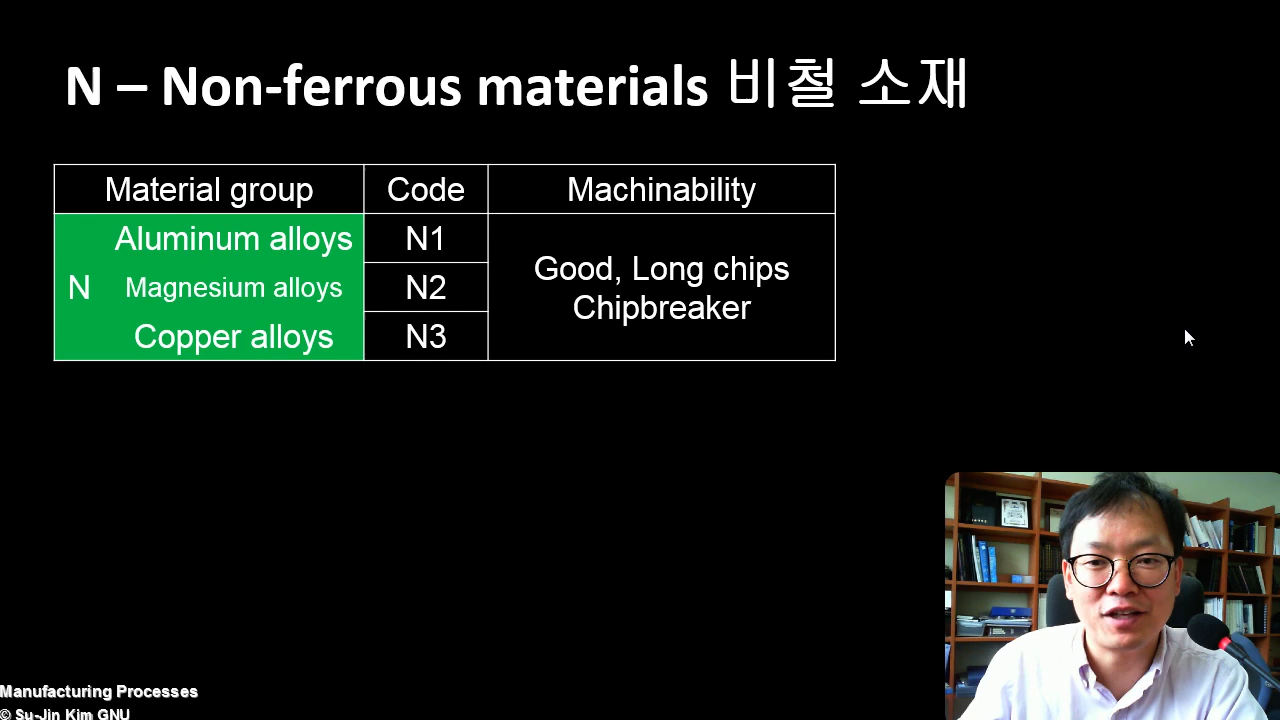 N – Non-ferrous materials 비철 소재
Material group Code Machinability
Aluminum alloys N1
Good, Long chips
N Magnesium alloys N2
Chipbreaker
Copper alloys N3
Manufacturing Processes
© Su-Jin Kim GNU